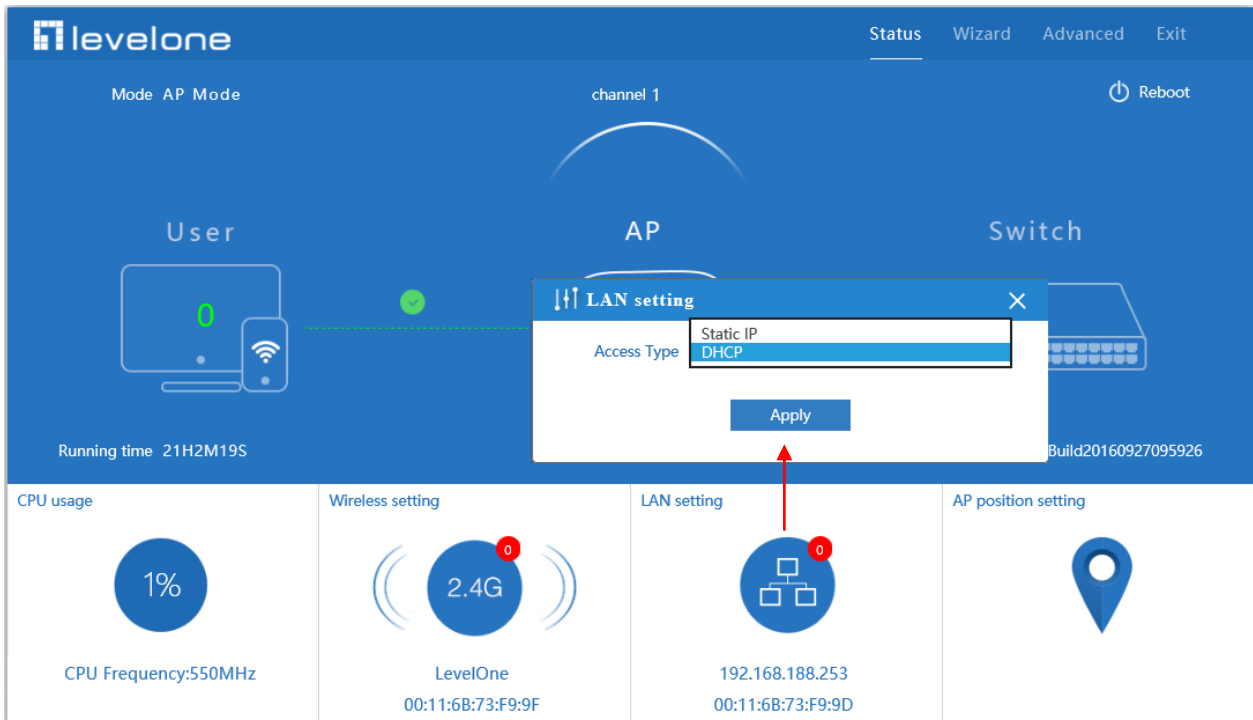 levelone
Status Wizard Advanced Exit
Mode AP Mode
channel 1
Reboot
User
AP
Switch
0
LAN setting
Access Type
Static IP
DHCP
Apply
Running time 21H2M19S
Build20160927095926
CPU usage
Wireless setting
LAN setting
AP position setting
1%
2.4G
0
0
CPU Frequency:550MHz
LevelOne
192.168.188.253
00:11:6B:73:F9:9F
00:11:6B:73:F9:9D